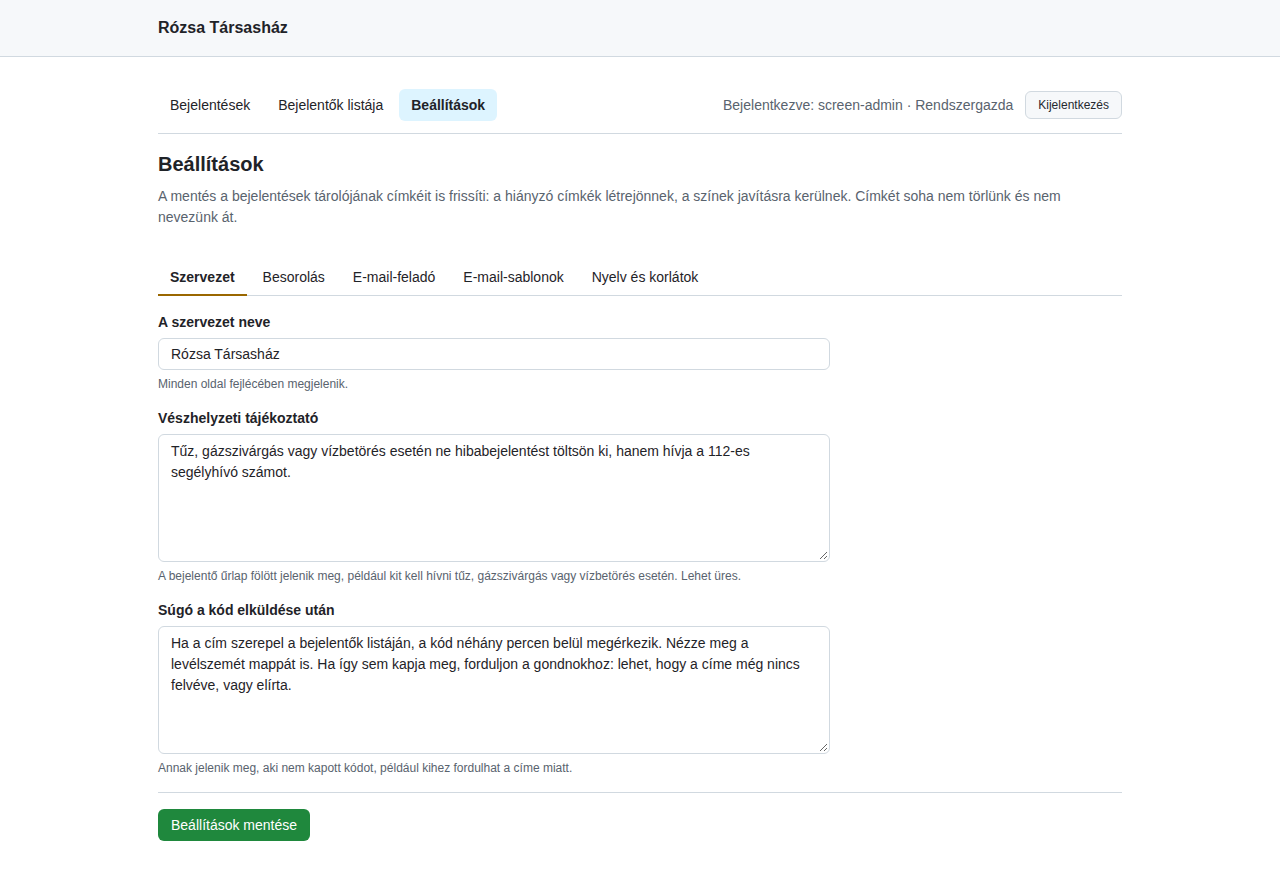 Rózsa Társasház
Bejelentések
Bejelentők listája
Beállítások
Bejelentkezve: screen-admin · Rendszergazda
Kijelentkezés
Beállítások
A mentés a bejelentések tárolójának címkéit is frissíti: a hiányzó címkék létrejönnek, a színek javításra kerülnek. Címkét soha nem törlünk és nem
nevezünk át.
Szervezet
Besorolás
E-mail-feladó
E-mail-sablonok
Nyelv és korlátok
A szervezet neve
Rózsa Társasház
Minden oldal fejlécében megjelenik.
Vészhelyzeti tájékoztató
Tűz, gázszivárgás vagy vízbetörés esetén ne hibabejelentést töltsön ki, hanem hívja a 112-es
segélyhívó számot.
A bejelentő űrlap fölött jelenik meg, például kit kell hívni tűz, gázszivárgás vagy vízbetörés esetén. Lehet üres.
Súgó a kód elküldése után
Ha a cím szerepel a bejelentők listáján, a kód néhány percen belül megérkezik. Nézze meg a
levélszemét mappát is. Ha így sem kapja meg, forduljon a gondnokhoz: lehet, hogy a címe még nincs
felvéve, vagy elírta.
Annak jelenik meg, aki nem kapott kódot, például kihez fordulhat a címe miatt.
Beállítások mentése